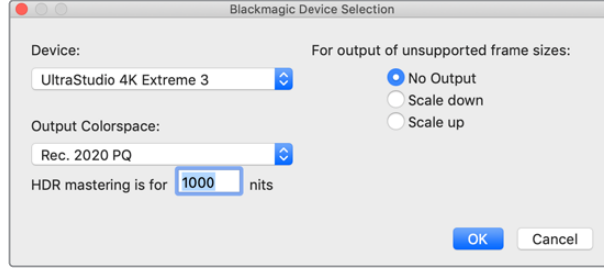 Blackmagic Device Selection
Device:
UltraStudio 4K Extreme 3
Output Colorspace:
Rec. 2020 PQ
HDR mastering is for 1000 nits
For output of unsupported frame sizes:
No Output
Scale down
Scale up
OK
Cancel